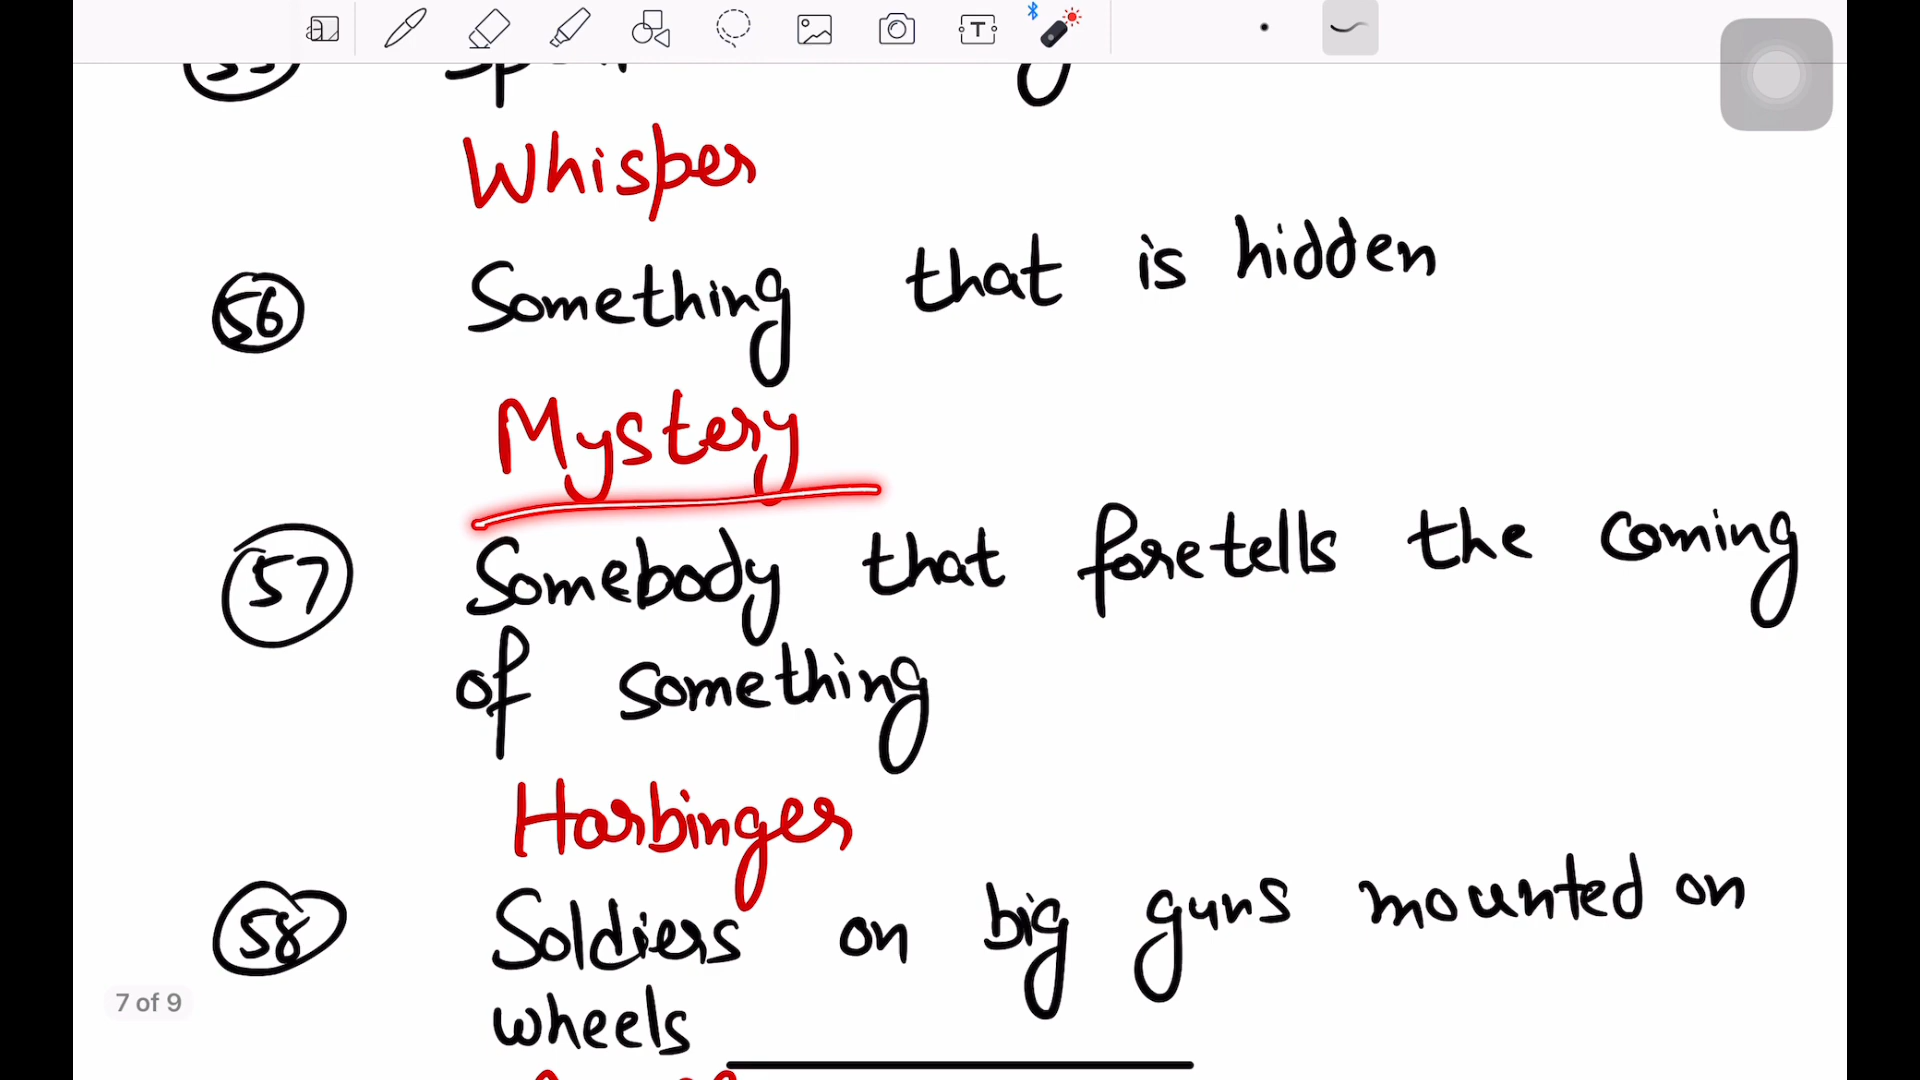 Whisper
56 Something that is hidden
Mystery
57 Somebody that foretells the coming
of something
Harbinger
58 Soldiers on big guns mounted on
wheels
7 of 9